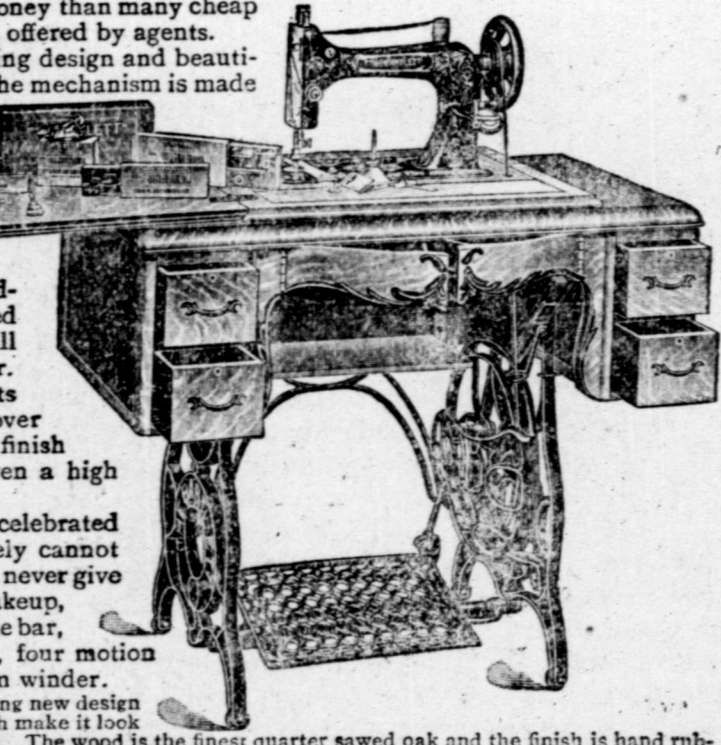 oney than many cheap
offered by agents.
ing design and beauti-
he mechanism is made
d-
ed
ll
r.
ts
over
finish
en a high
celebrated
ely cannot
never give
keup,
e bar,
, four motion
n winder.
ng new design
h make it look
The wood is the finest quarter sawed oak and the finish is hand rub-